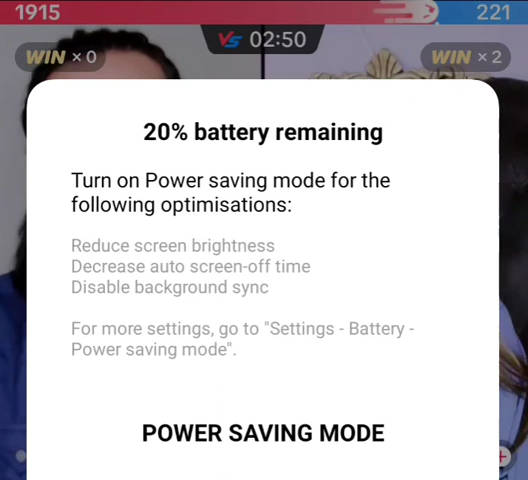 1915
221
VS 02:50
WIN × 0
WIN × 2
20% battery remaining
Turn on Power saving mode for the
following optimisations:
Reduce screen brightness
Decrease auto screen-off time
Disable background sync
For more settings, go to "Settings - Battery -
Power saving mode".
POWER SAVING MODE